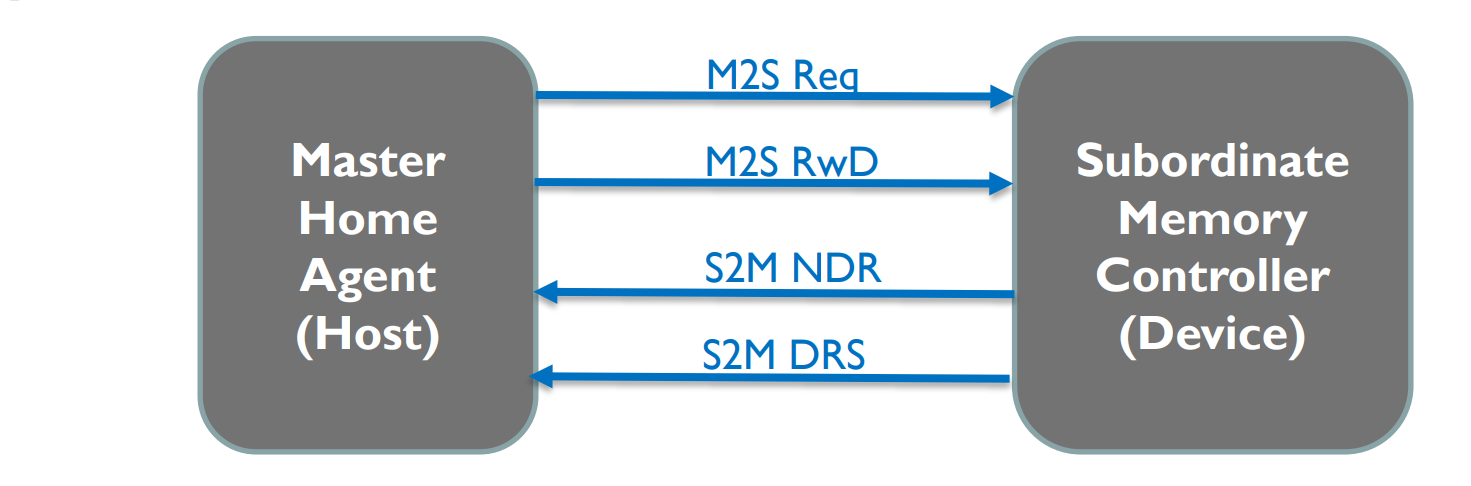 M2S Req
M2S RwD
S2M NDR
S2M DRS
Master
Home
Agent
(Host)
Subordinate
Memory
Controller
(Device)